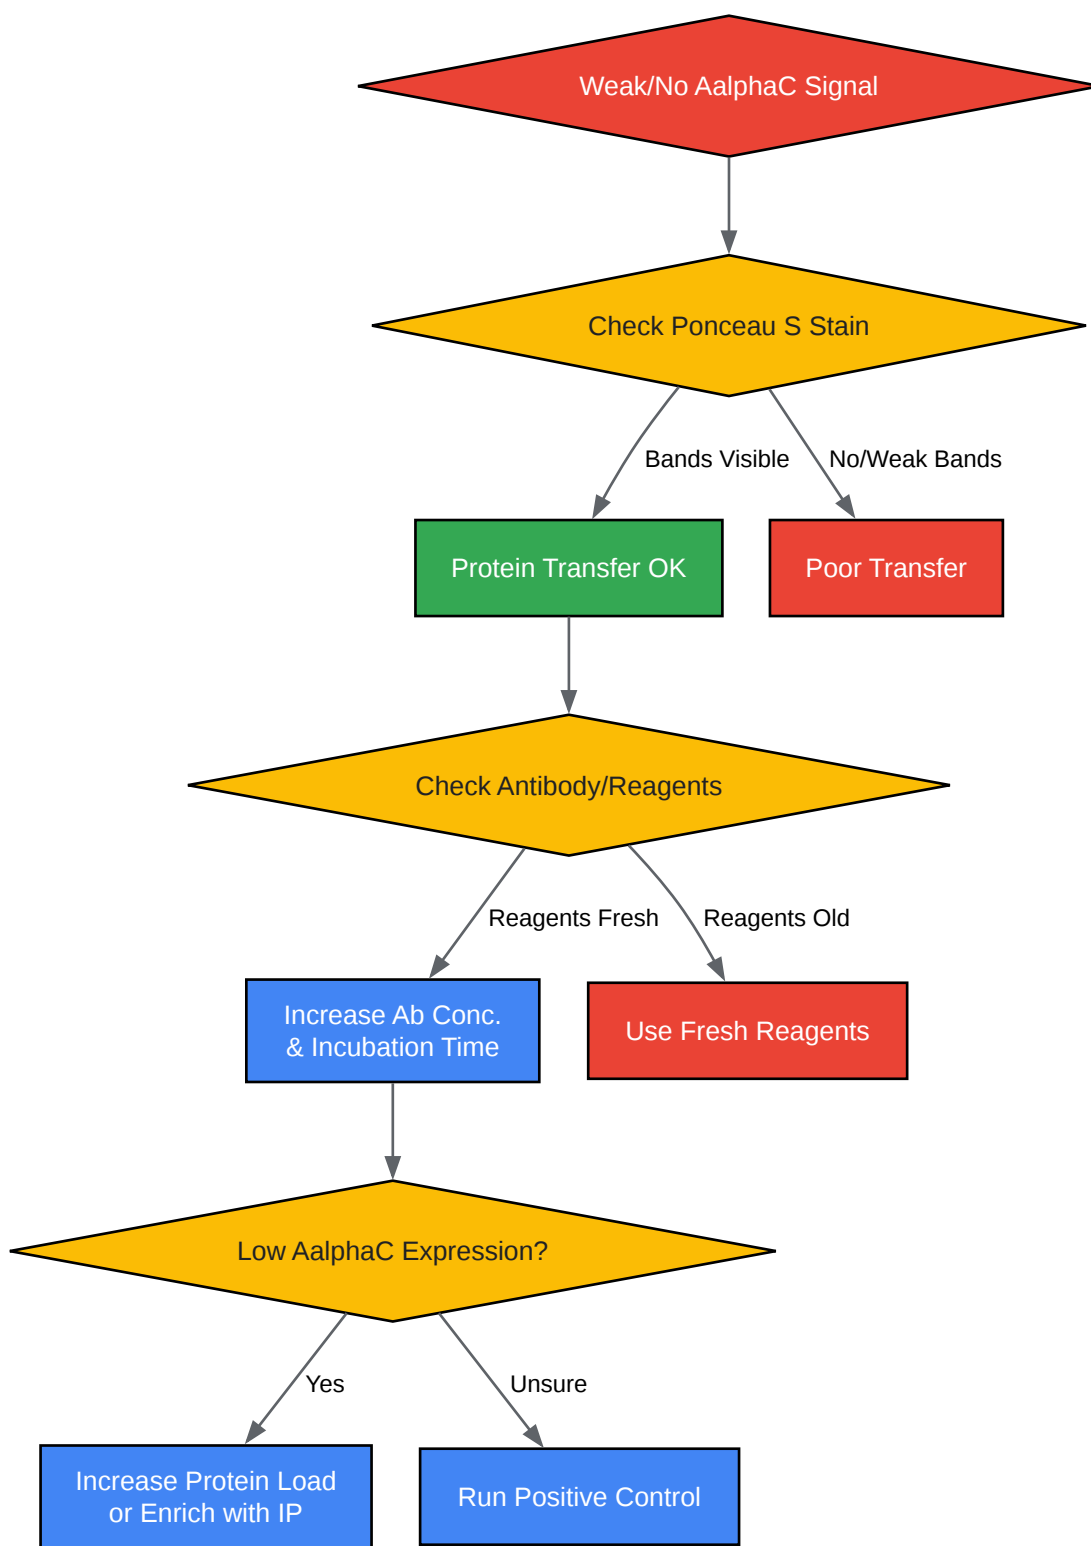 Weak/No AalphaC Signal
Check Ponceau S Stain
Bands Visible
No/Weak Bands
Protein Transfer OK
Poor Transfer
Check Antibody/Reagents
Reagents Fresh
Reagents Old
Increase Ab Conc.
& Incubation Time
Use Fresh Reagents
Low AalphaC Expression?
Yes
Unsure
Increase Protein Load
or Enrich with IP
Run Positive Control